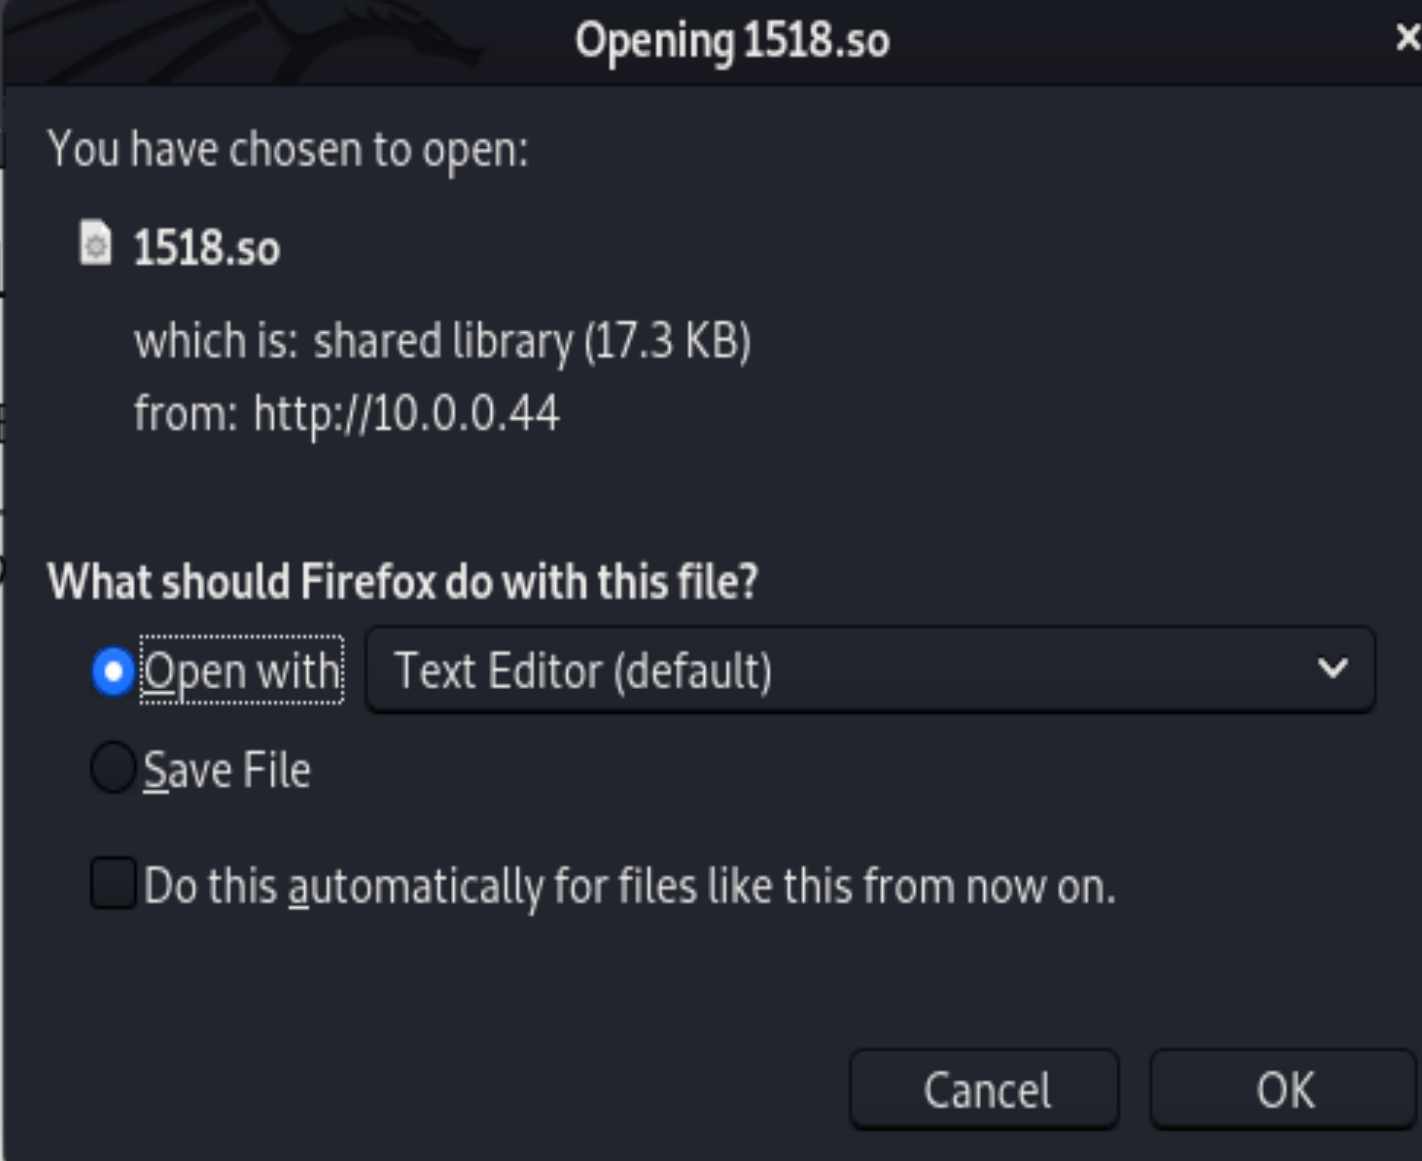 Opening 1518.so
You have chosen to open:
1518.so
which is: shared library (17.3 KB)
from: http://10.0.0.44
What should Firefox do with this file?
Open with Text Editor (default)
Save File
Do this automatically for files like this from now on.
Cancel OK